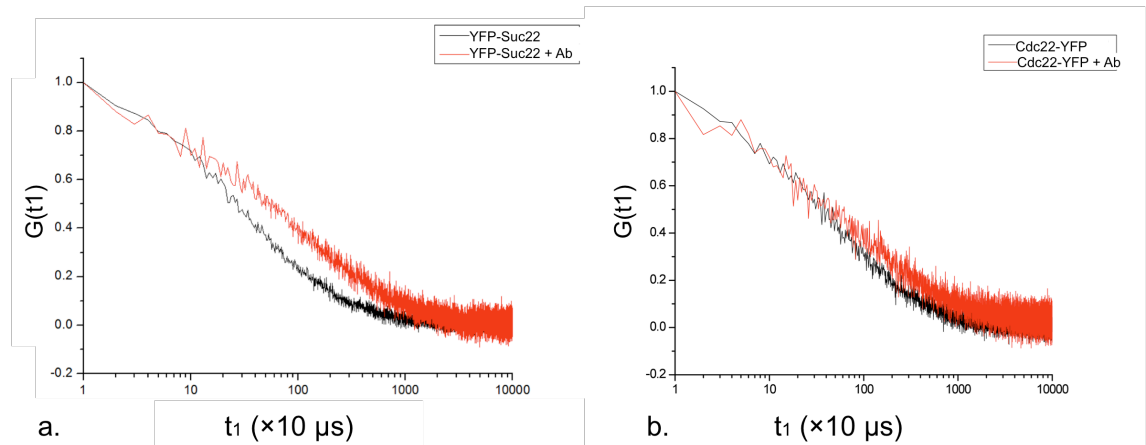 YFP-Suc22
YFP-Suc22 + Ab
1.0
0.8
0.6
0.4
0.2
0.0
-0.2
G(t1)
1
10
100
1000
10000
a.
t₁ (×10 µs)
Cdc22-YFP
Cdc22-YFP + Ab
1.0
0.8
0.6
0.4
0.2
0.0
-0.2
G(t1)
1
10
100
1000
10000
b.
t₁ (×10 µs)